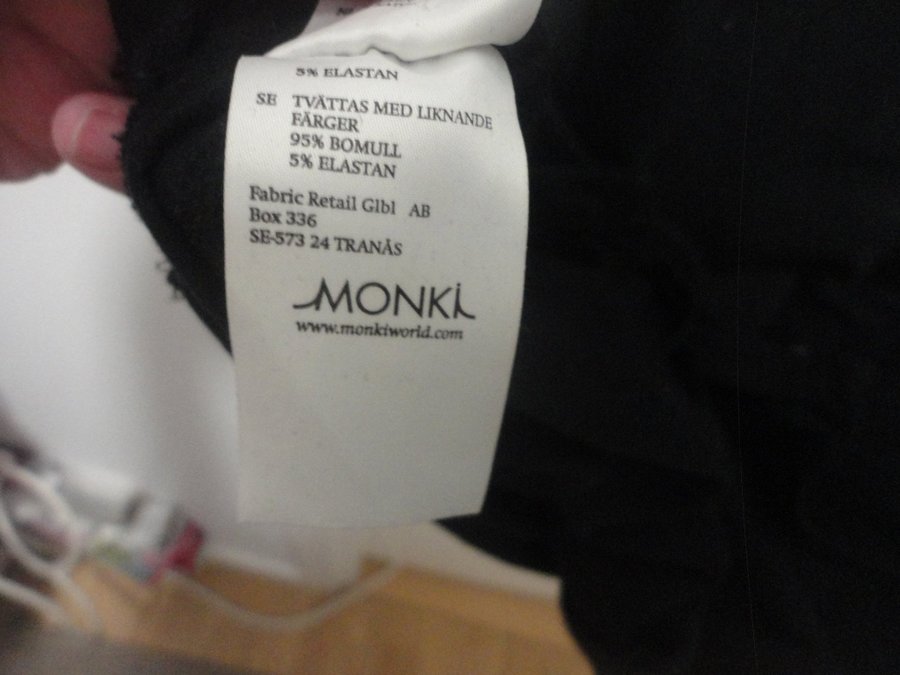 5% ELASTAN
SE TVÄTTAS MED LIKNANDE
FÄRGER
95% BOMULL
5% ELASTAN
Fabric Retail Glbl AB
Box 336
SE-573 24 TRANÅS
MONKi
www.monkiworld.com